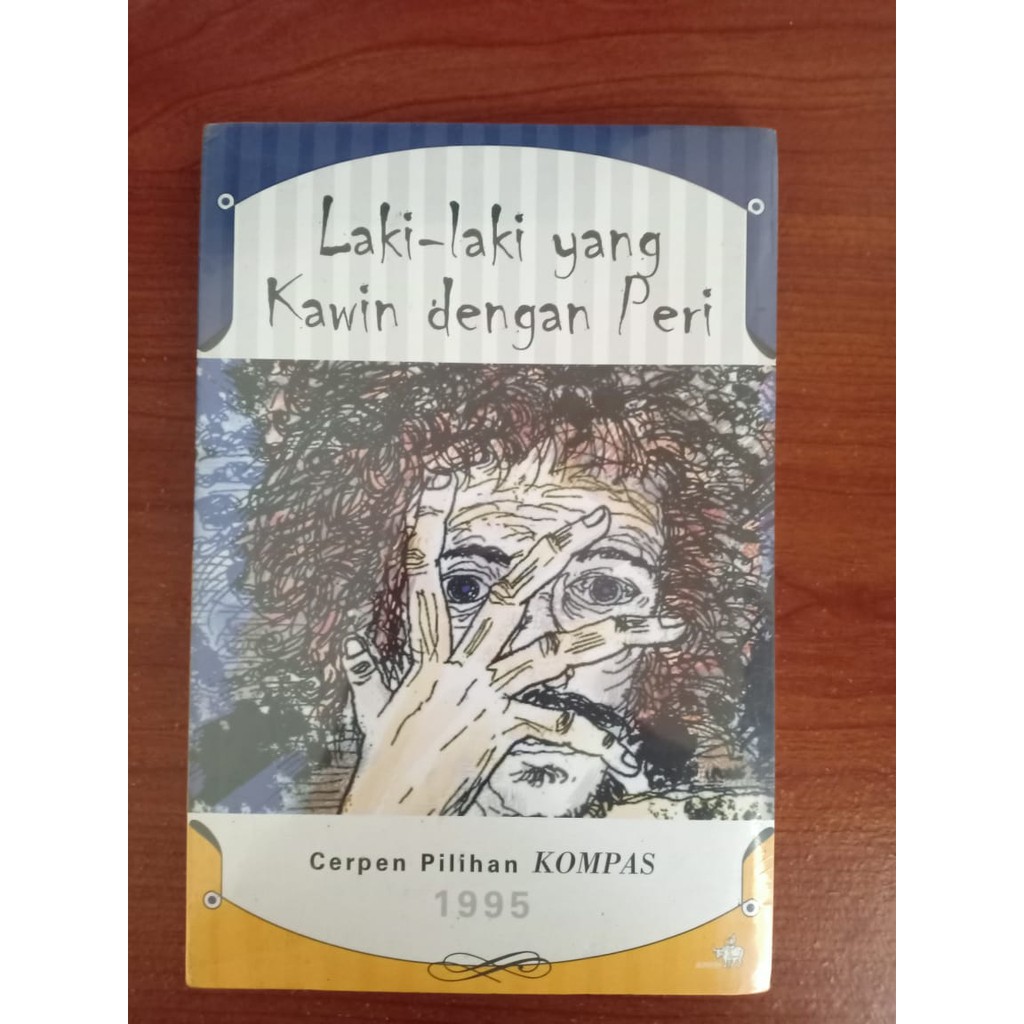 Laki-laki yang
Kawin dengan Peri
Cerpen Pilihan KOMPAS
1995